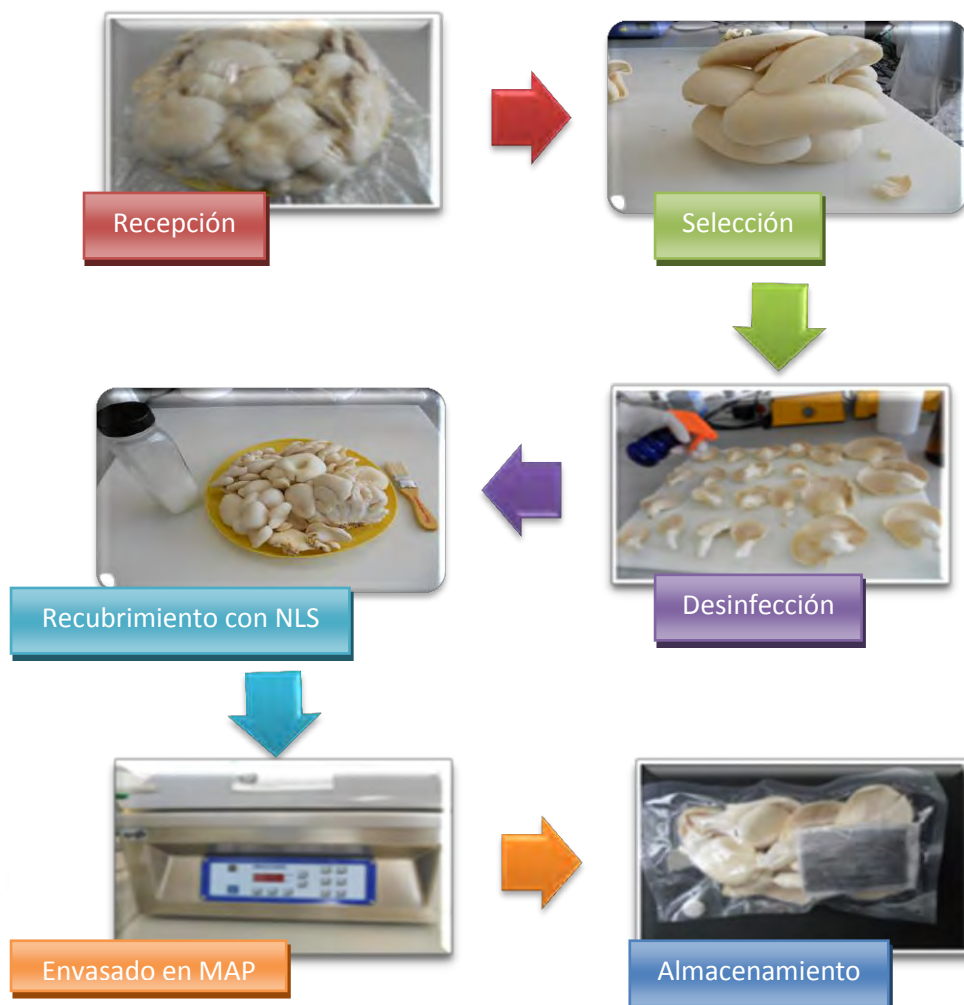 Recepción
Selección
Desinfección
Recubrimiento con NLS
Envasado en MAP
Almacenamiento